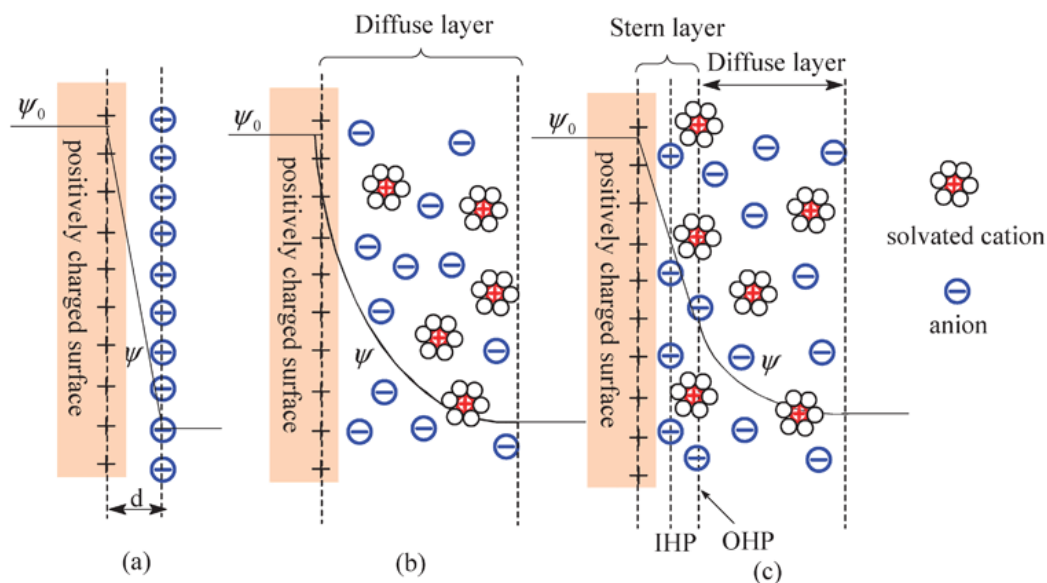 Diffuse layer
Stern layer
Diffuse layer
ψ₀
ψ₀
ψ₀
positively charged surface
positively charged surface
positively charged surface
ψ
ψ
ψ
solvated cation
anion
d
IHP
OHP
(a)
(b)
(c)